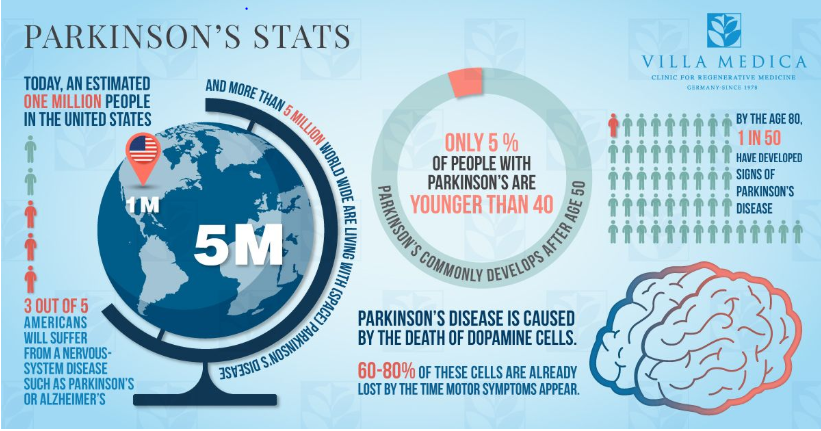 PARKINSON'S STATS
VILLA MEDICA
CLINIC FOR REGENERATIVE MEDICINE
GERMANY·SINCE 1978
TODAY, AN ESTIMATED
ONE MILLION PEOPLE
IN THE UNITED STATES
AND MORE THAN 5 MILLION WORLD WIDE ARE LIVING WITH (SPACE) PARKINSON'S DISEASE
1M
5M
3 OUT OF 5
AMERICANS
WILL SUFFER
FROM A NERVOUS-
SYSTEM DISEASE
SUCH AS PARKINSON'S
OR ALZHEIMER'S
ONLY 5 %
OF PEOPLE WITH
PARKINSON'S ARE
YOUNGER THAN 40
PARKINSON'S COMMONLY DEVELOPS AFTER AGE 50
BY THE AGE 80,
1 IN 50
HAVE DEVELOPED
SIGNS OF
PARKINSON'S
DISEASE
PARKINSON'S DISEASE IS CAUSED
BY THE DEATH OF DOPAMINE CELLS.
60-80% OF THESE CELLS ARE ALREADY
LOST BY THE TIME MOTOR SYMPTOMS APPEAR.